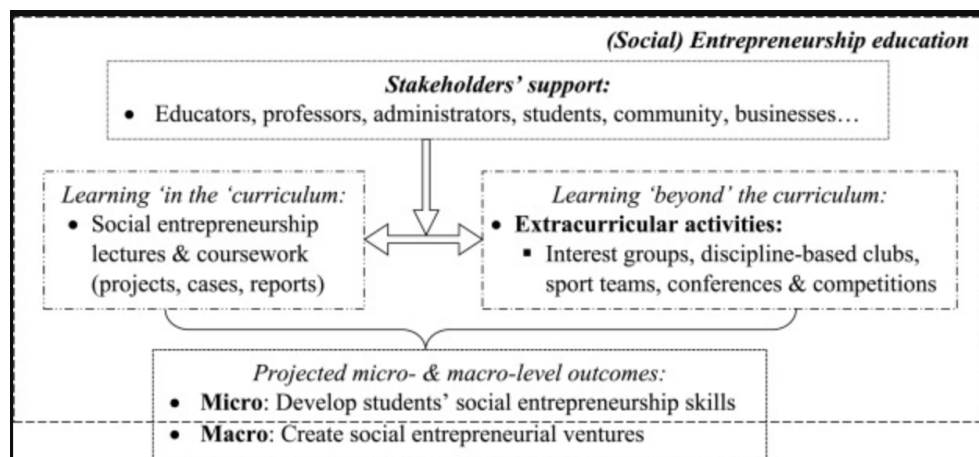 (Social) Entrepreneurship education
Stakeholders' support:
• Educators, professors, administrators, students, community, businesses…
Learning 'in the 'curriculum:
• Social entrepreneurship
lectures & coursework
(projects, cases, reports)
Learning 'beyond' the curriculum:
• Extracurricular activities:
▪ Interest groups, discipline-based clubs,
sport teams, conferences & competitions
Projected micro- & macro-level outcomes:
• Micro: Develop students' social entrepreneurship skills
• Macro: Create social entrepreneurial ventures